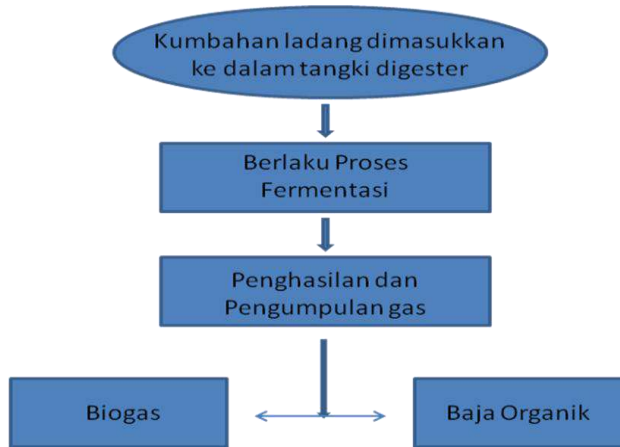 Kumbahan ladang dimasukkan
ke dalam tangki digester
Berlaku Proses
Fermentasi
Penghasilan dan
Pengumpulan gas
Biogas
Baja Organik